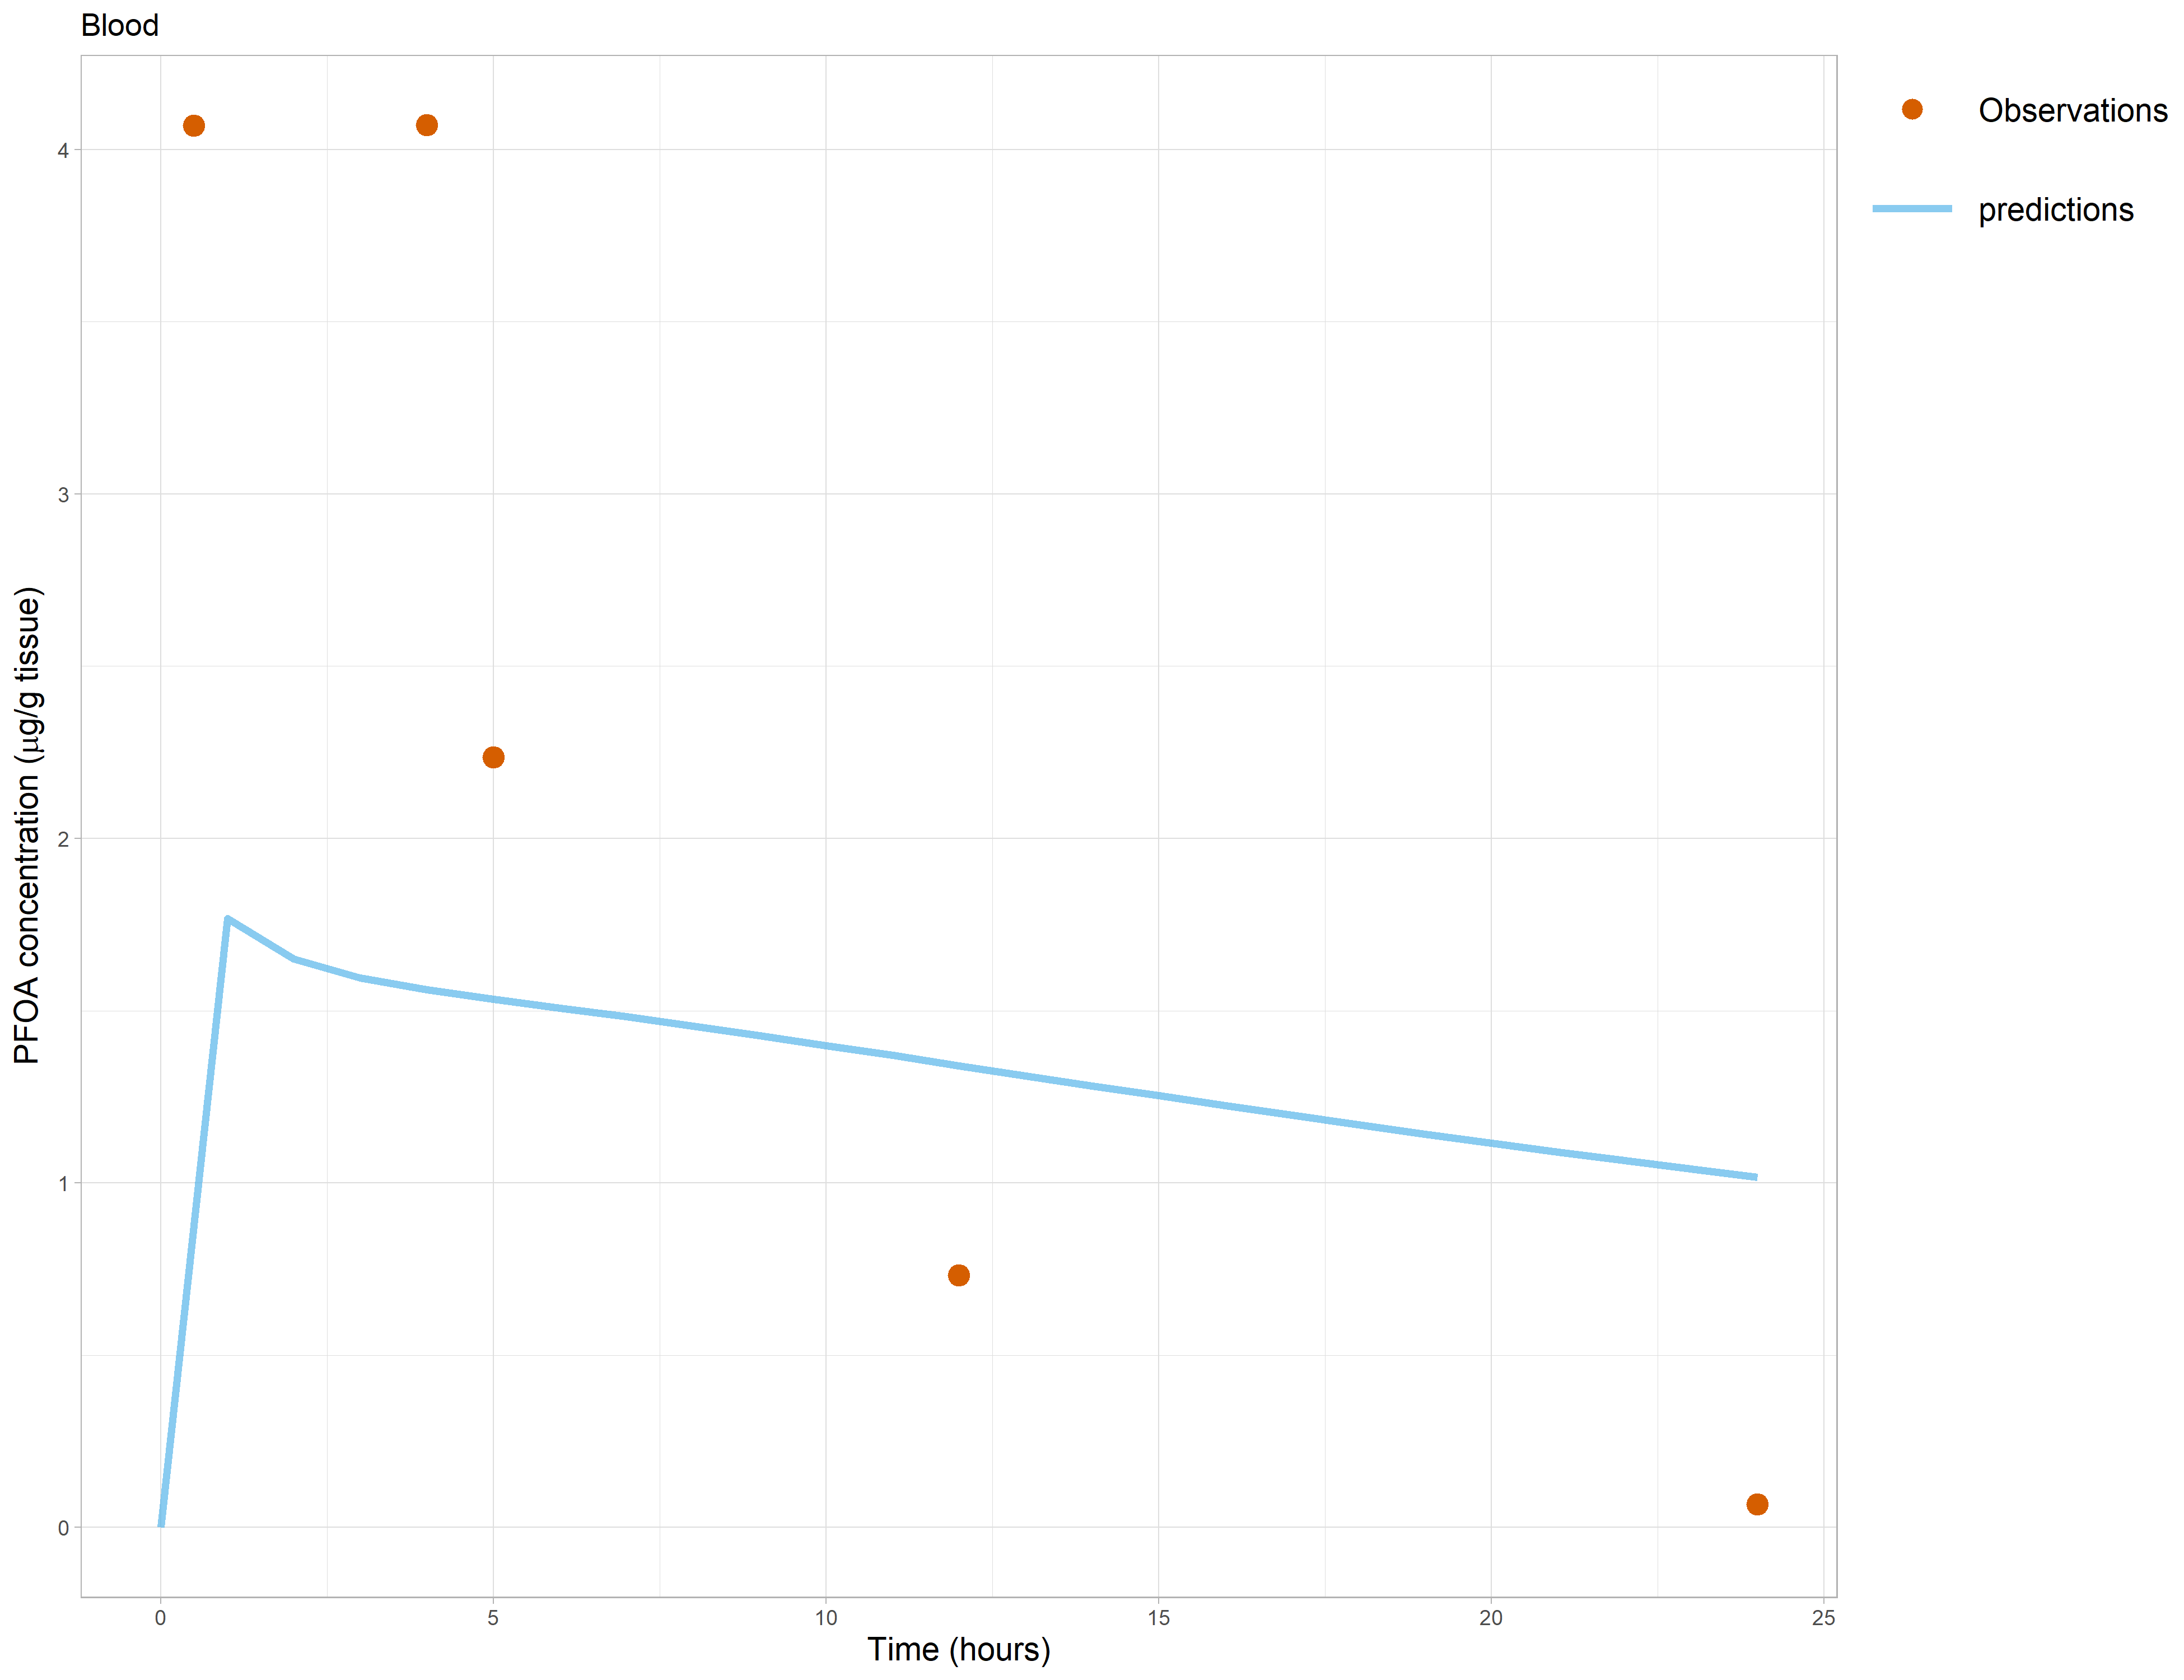 Blood
Observations
predictions
PFOA concentration (μg/g tissue)
4
3
2
1
0
0 5 10 15 20 25
Time (hours)